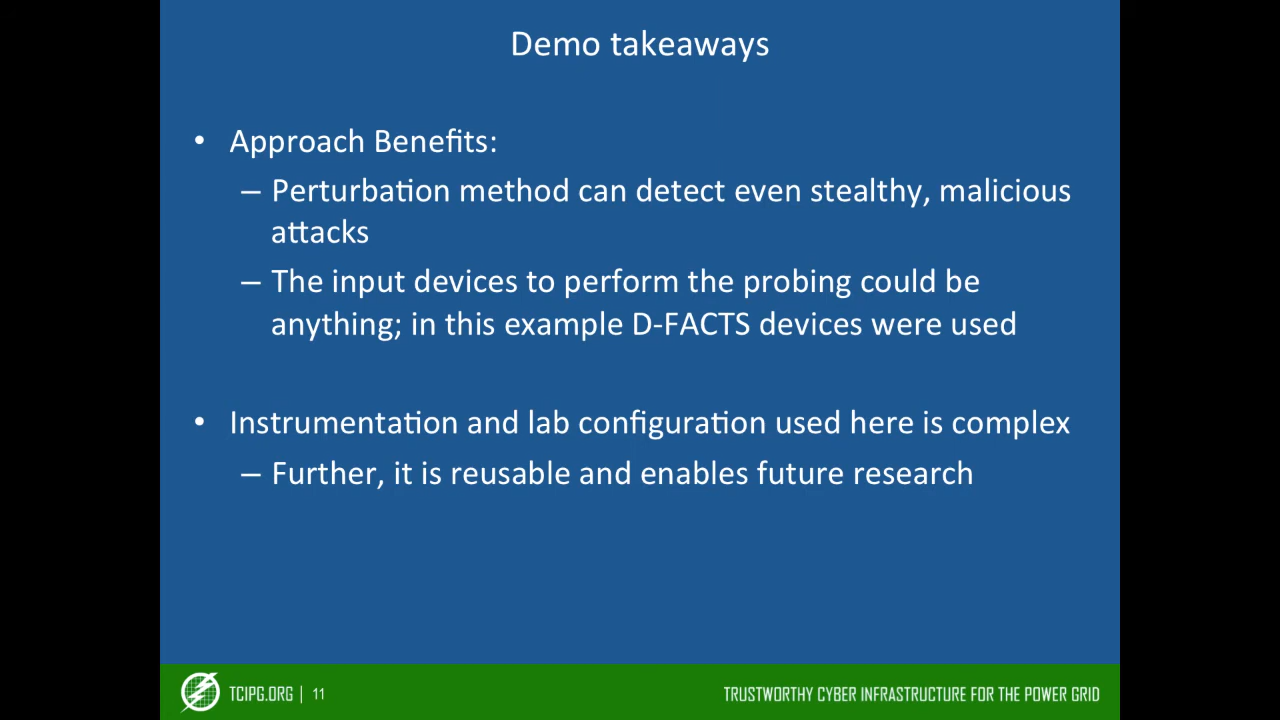 Demo takeaways
• Approach Benefits:
– Perturbation method can detect even stealthy, malicious
attacks
– The input devices to perform the probing could be
anything; in this example D-FACTS devices were used
• Instrumentation and lab configuration used here is complex
– Further, it is reusable and enables future research
TCIPG.ORG | 11
TRUSTWORTHY CYBER INFRASTRUCTURE FOR THE POWER GRID